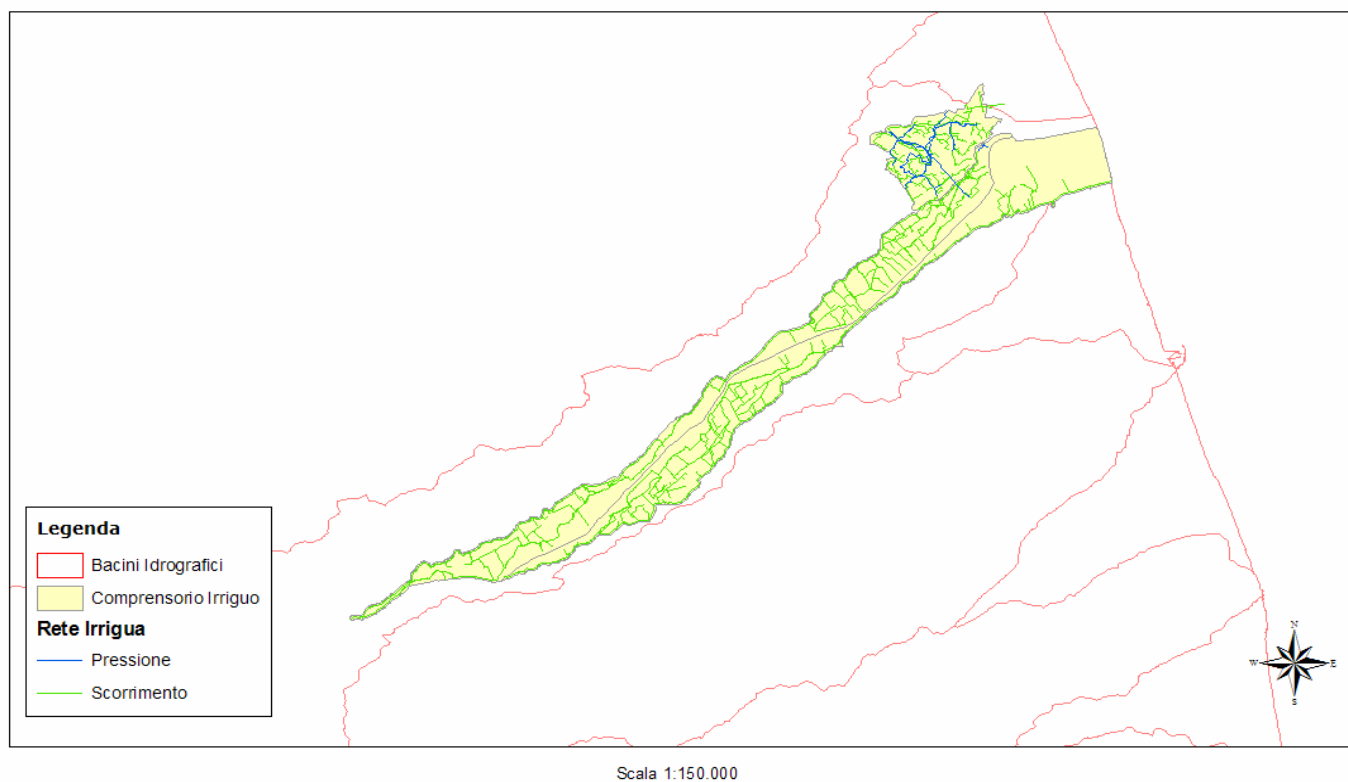 Legenda
Bacini Idrografici
Comprensorio Irriguo
Rete Irrigua
Pressione
Scorrimento
N
W E
S
Scala 1:150.000